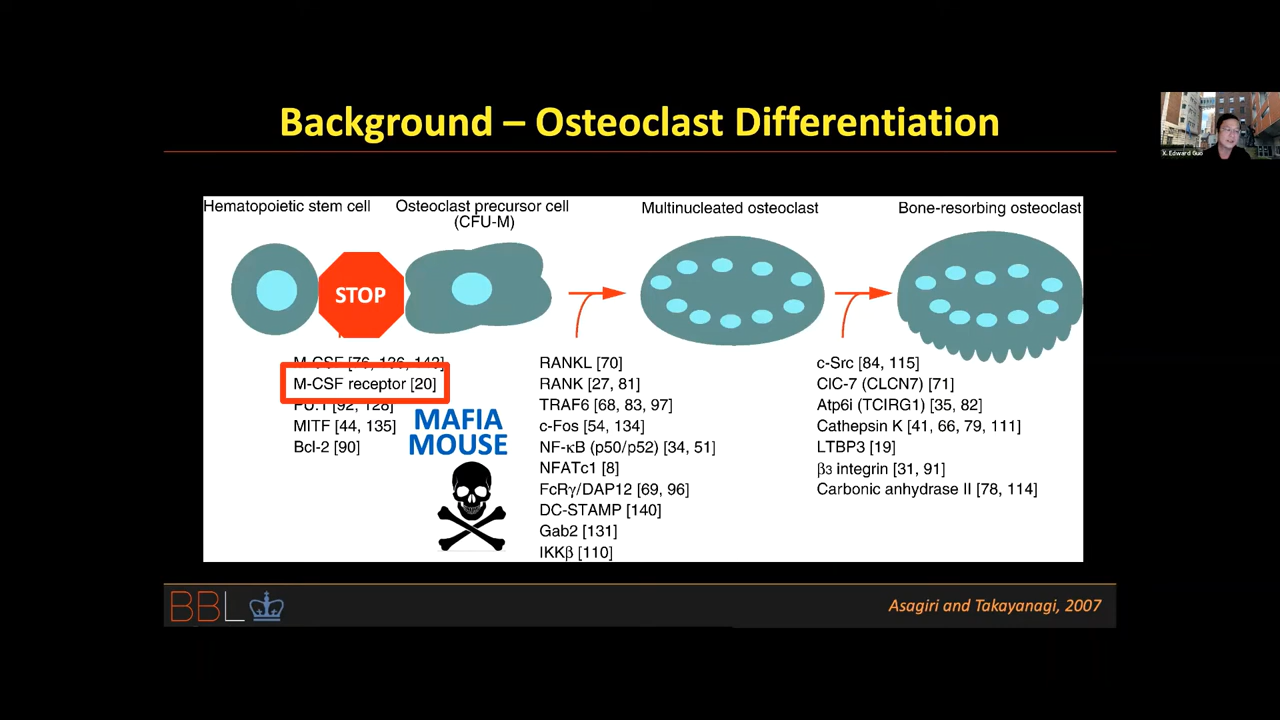 Background – Osteoclast Differentiation
X. Edward Guo
Hematopoietic stem cell
Osteoclast precursor cell
(CFU-M)
Multinucleated osteoclast
Bone-resorbing osteoclast
STOP
M-CSF [76, 136, 142]
M-CSF receptor [20]
PU.1 [92, 128]
MITF [44, 135]
Bcl-2 [90]
MAFIA
MOUSE
RANKL [70]
RANK [27, 81]
TRAF6 [68, 83, 97]
c-Fos [54, 134]
NF-κB (p50/p52) [34, 51]
NFATc1 [8]
FcRγ/DAP12 [69, 96]
DC-STAMP [140]
Gab2 [131]
IKKβ [110]
c-Src [84, 115]
ClC-7 (CLCN7) [71]
Atp6i (TCIRG1) [35, 82]
Cathepsin K [41, 66, 79, 111]
LTBP3 [19]
β3 integrin [31, 91]
Carbonic anhydrase II [78, 114]
BBL
Asagiri and Takayanagi, 2007